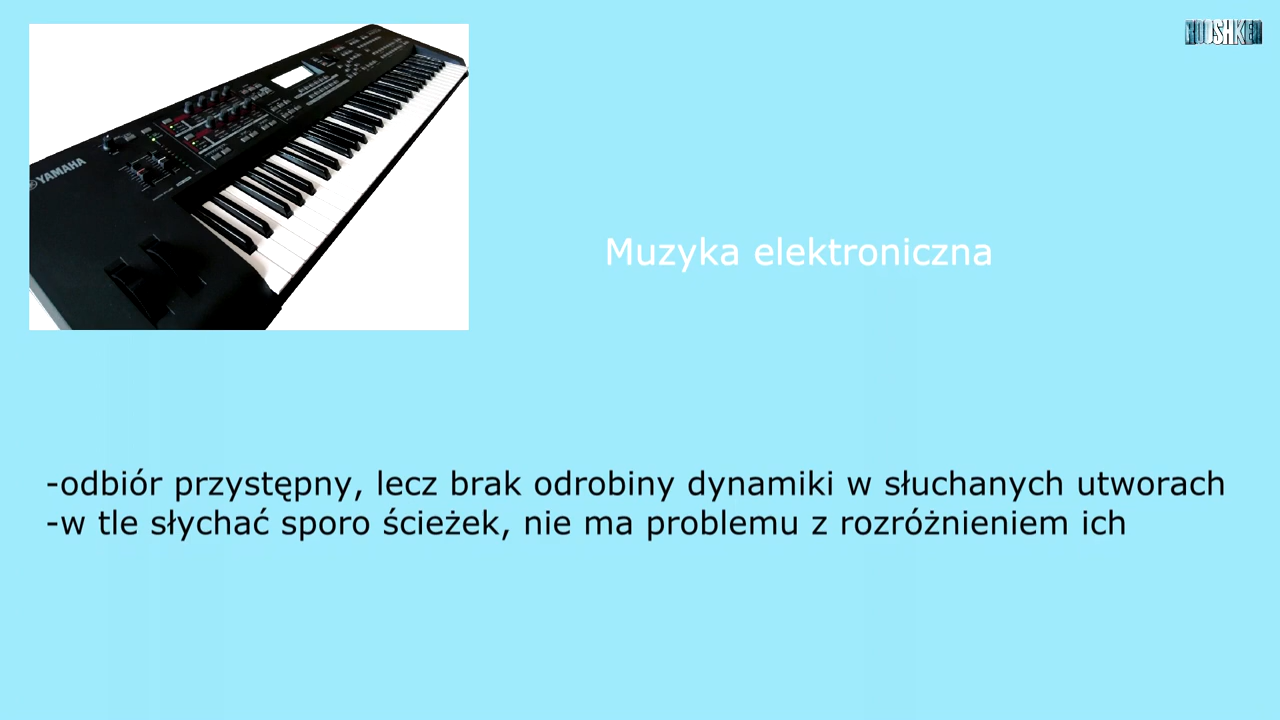 ROOSHKER
YAMAHA
Muzyka elektroniczna
-odbiór przystępny, lecz brak odrobiny dynamiki w słuchanych utworach
-w tle słychać sporo ścieżek, nie ma problemu z rozróżnieniem ich